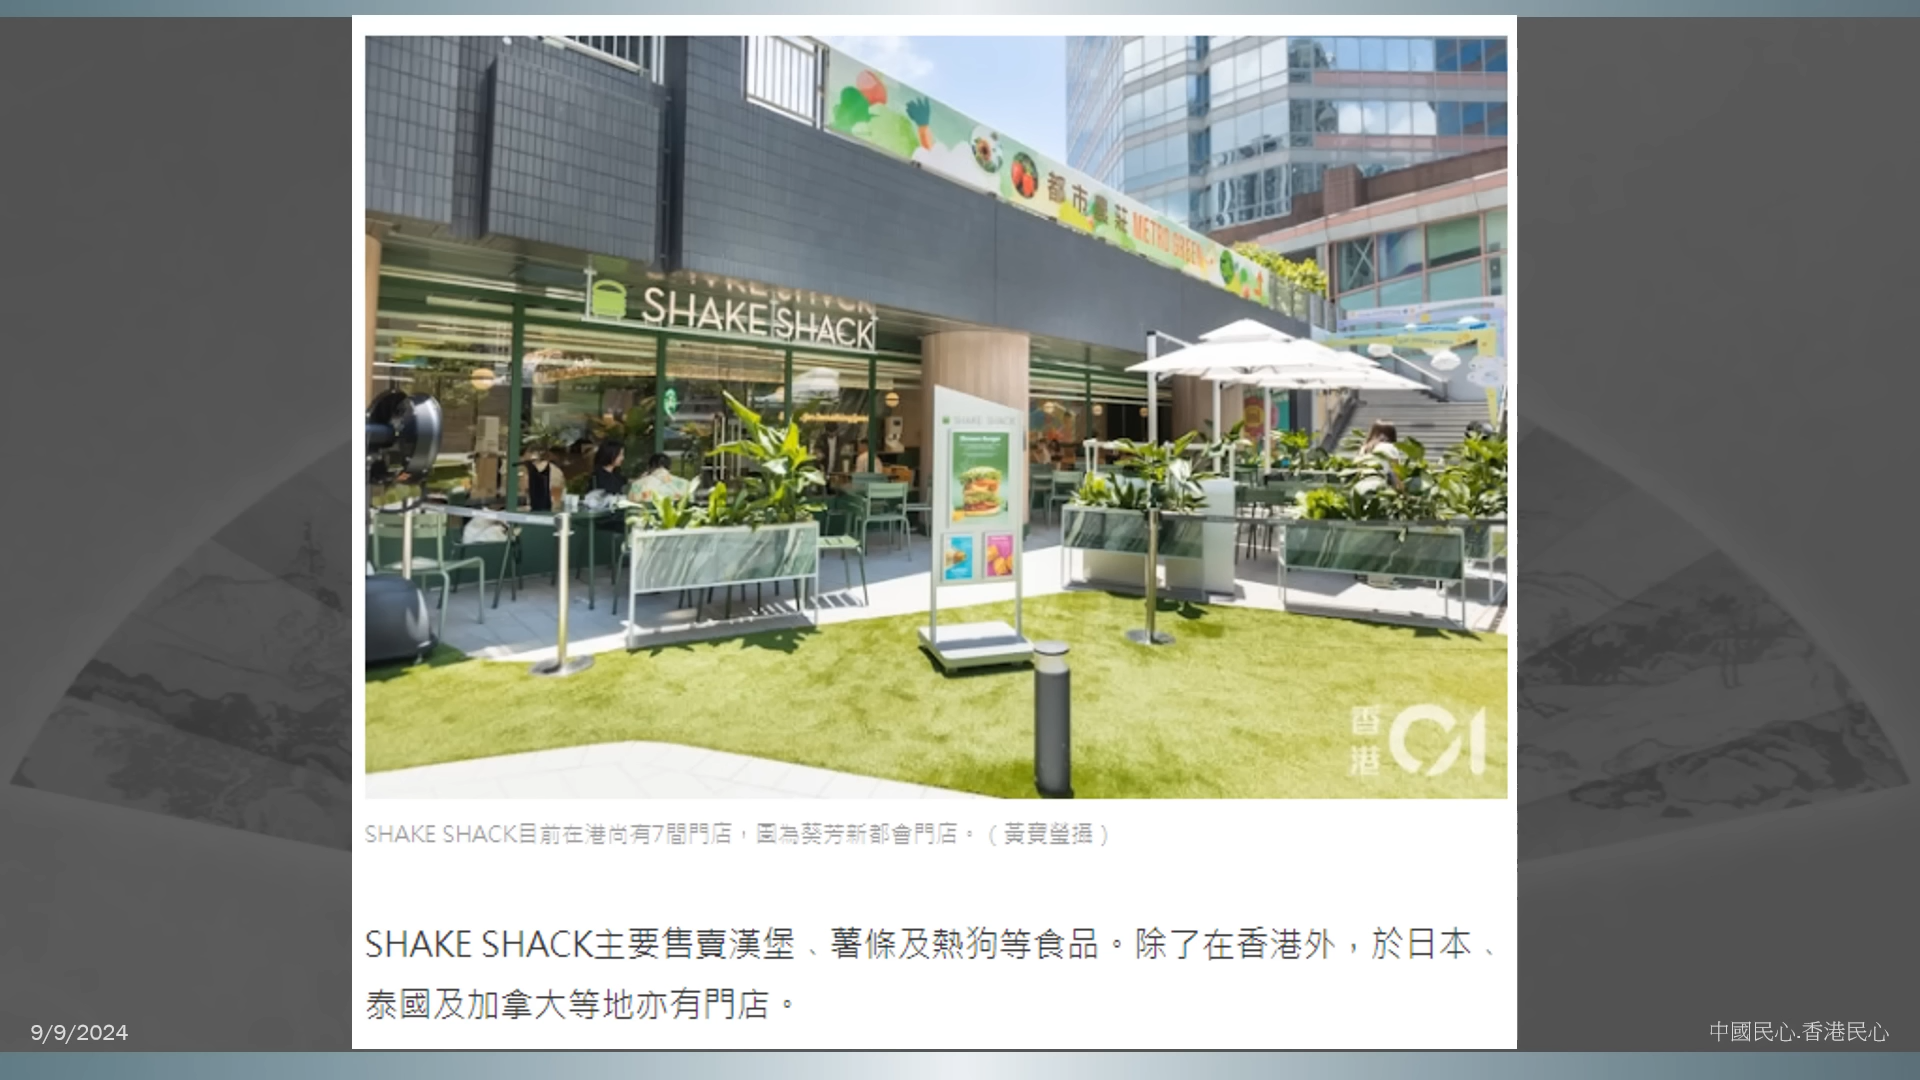 都市農莊 METRO GREEN
SHAKE SHACK
SHAKE SHACK
香港01
SHAKE SHACK目前在港尚有7間門店，圖為葵芳新都會門店。（黃寶瑩攝）
SHAKE SHACK主要售賣漢堡、薯條及熱狗等食品。除了在香港外，於日本、
泰國及加拿大等地亦有門店。
9/9/2024
中國民心.香港民心